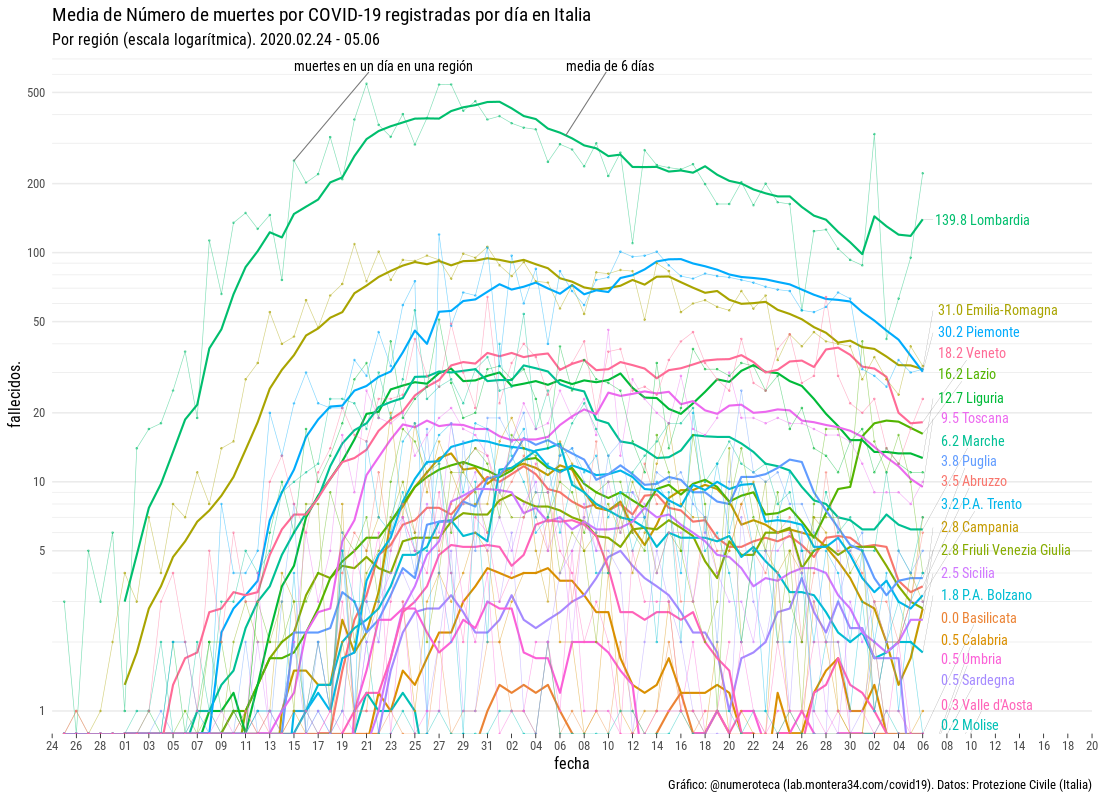 Media de Número de muertes por COVID-19 registradas por día en Italia
Por región (escala logarítmica). 2020.02.24 - 05.06
muertes en un día en una región
media de 6 días
500
200
100
50
20
10
5
1
fallecidos.
139.8 Lombardia
31.0 Emilia-Romagna
30.2 Piemonte
18.2 Veneto
16.2 Lazio
12.7 Liguria
9.5 Toscana
6.2 Marche
3.8 Puglia
3.5 Abruzzo
3.2 P.A. Trento
2.8 Campania
2.8 Friuli Venezia Giulia
2.5 Sicilia
1.8 P.A. Bolzano
0.0 Basilicata
0.5 Calabria
0.5 Umbria
0.5 Sardegna
0.3 Valle d'Aosta
0.2 Molise
24 26 28 01 03 05 07 09 11 13 15 17 19 21 23 25 27 29 31 02 04 06 08 10 12 14 16 18 20 22 24 26 28 30 02 04 06 08 10 12 14 16 18 20
fecha
Gráfico: @numeroteca (lab.montera34.com/covid19). Datos: Protezione Civile (Italia)